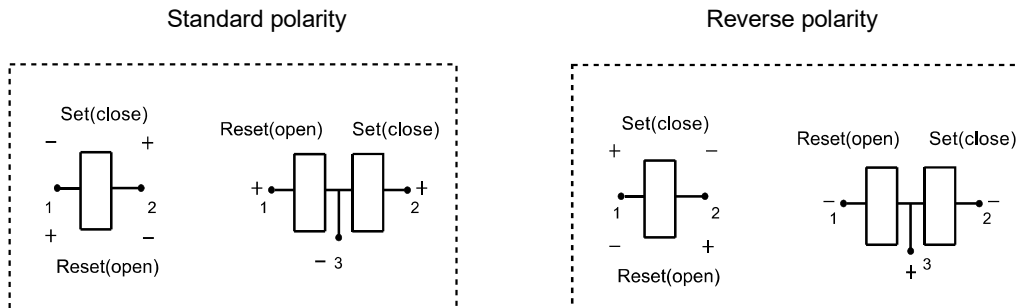 Standard polarity
Set(close)
− +
1 2
+ −
Reset(open)
Reset(open) Set(close)
+ +
1 2
− 3
Reverse polarity
Set(close)
+ −
1 2
− +
Reset(open)
Reset(open) Set(close)
− −
1 2
+ 3